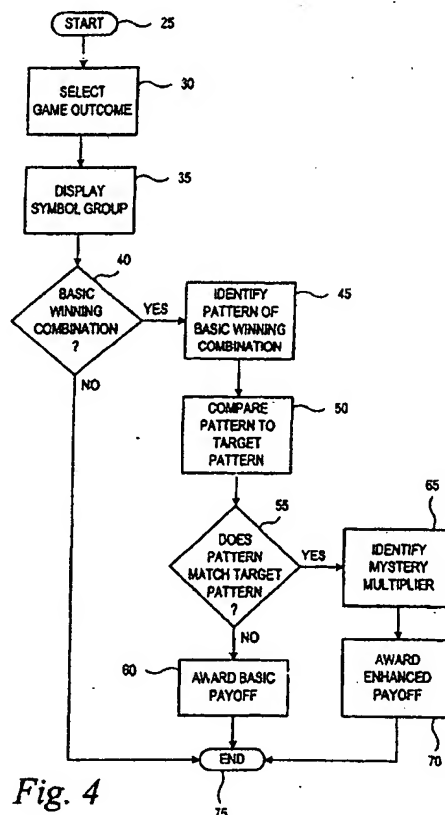 START
25
30
SELECT
GAME OUTCOME
35
DISPLAY
SYMBOL GROUP
40
BASIC
WINNING
COMBINATION
?
YES
NO
45
IDENTIFY
PATTERN OF
BASIC WINNING
COMBINATION
50
COMPARE
PATTERN TO
TARGET
PATTERN
55
DOES
PATTERN
MATCH TARGET
PATTERN
?
YES
NO
65
IDENTIFY
MYSTERY
MULTIPLIER
60
AWARD BASIC
PAYOFF
AWARD
ENHANCED
PAYOFF
70
END
75
Fig. 4